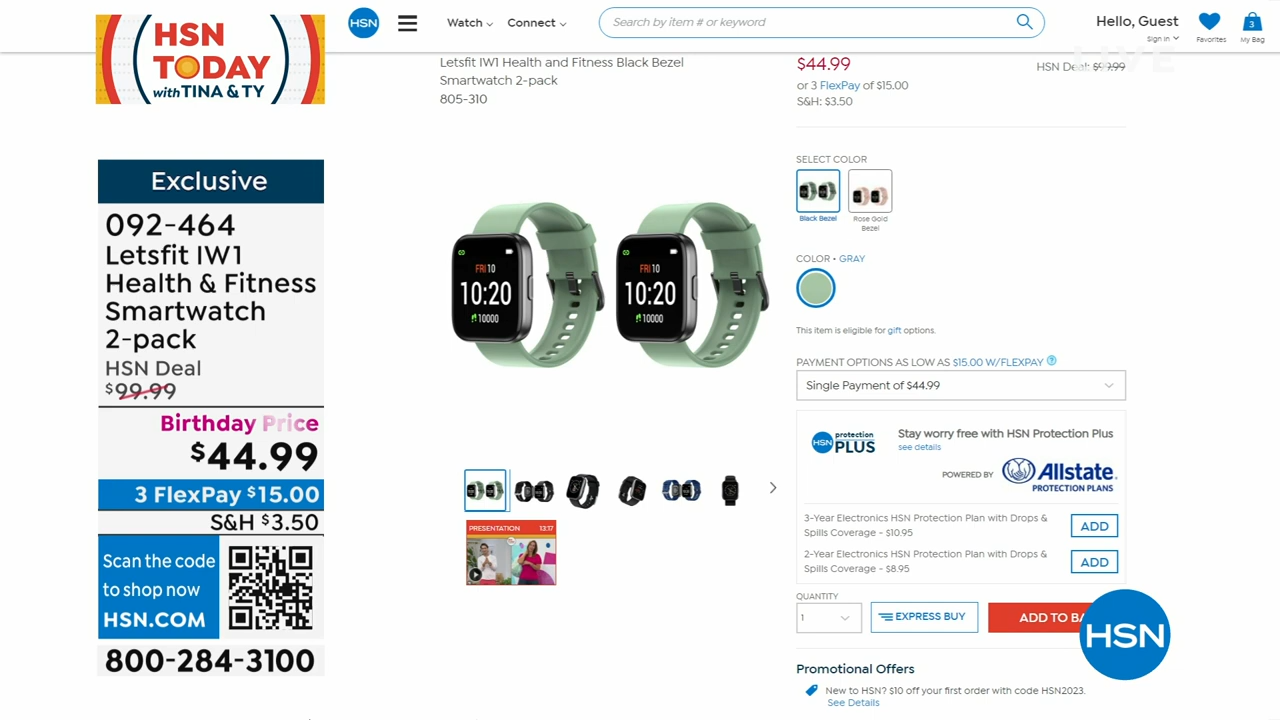 HSN
TODAY
with TINA & TY
HSN
Watch
Connect
Search by item # or keyword
Hello, Guest
Sign In
Favorites
3
My Bag
LIVE
Exclusive
092-464
Letsfit IW1
Health & Fitness
Smartwatch
2-pack
HSN Deal
$99.99
Birthday Price
$44.99
3 FlexPay $15.00
S&H $3.50
Scan the code
to shop now
HSN.COM
800-284-3100
Letsfit IW1 Health and Fitness Black Bezel
Smartwatch 2-pack
805-310
FRI 10
10:20
10000
FRI 10
10:20
10000
PRESENTATION 12:17
$44.99
HSN Deal: $99.99
or 3 FlexPay of $15.00
S&H: $3.50
SELECT COLOR
Black Bezel
Rose Gold
Bezel
COLOR • GRAY
This item is eligible for gift options.
PAYMENT OPTIONS AS LOW AS $15.00 W/FLEXPAY ?
Single Payment of $44.99
HSN protection PLUS
Stay worry free with HSN Protection Plus
see details
POWERED BY Allstate
PROTECTION PLANS
3-Year Electronics HSN Protection Plan with Drops &
Spills Coverage - $10.95
ADD
2-Year Electronics HSN Protection Plan with Drops &
Spills Coverage - $8.95
ADD
QUANTITY
1
EXPRESS BUY
ADD TO BA
HSN
Promotional Offers
New to HSN? $10 off your first order with code HSN2023.
See Details